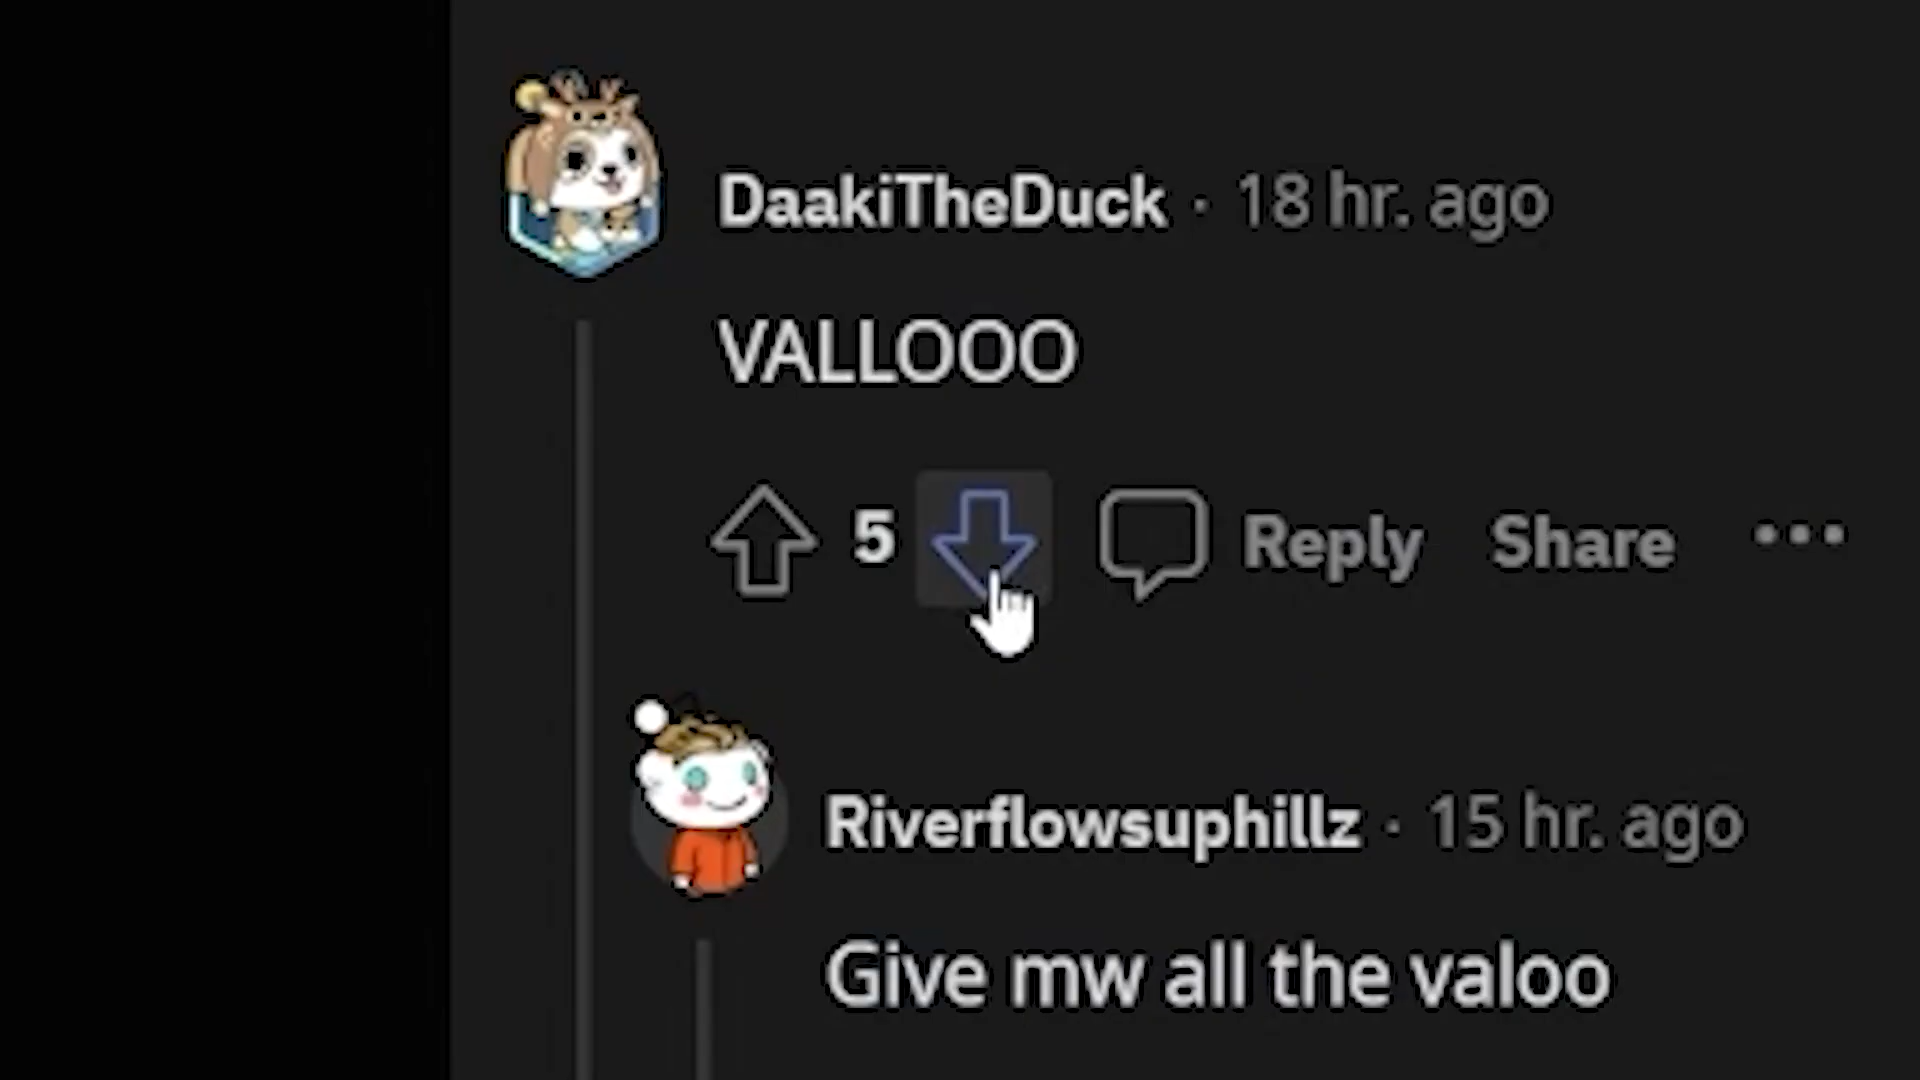 DaakiTheDuck · 18 hr. ago
VALLOOO
5 Reply Share ...
Riverflowsuphillz · 15 hr. ago
Give mw all the valoo